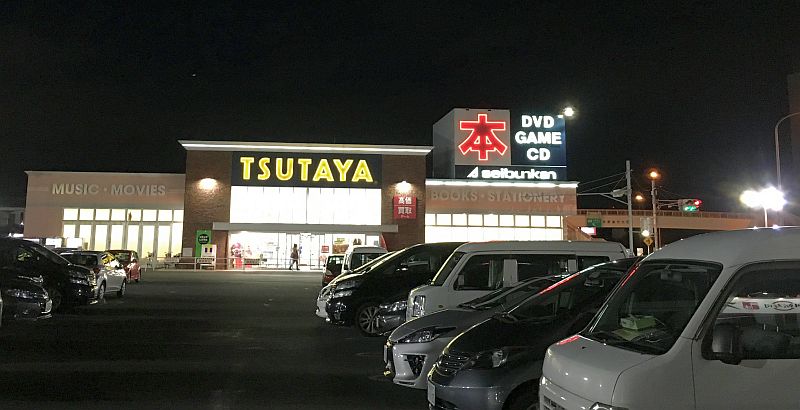 MUSIC・MOVIES
TSUTAYA
本
DVD
GAME
CD
seibunkan
BOOKS・STATIONERY
高価
買取